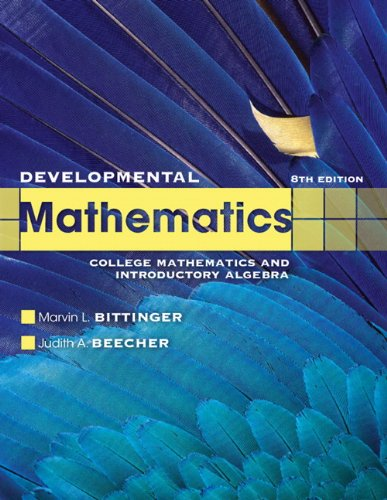 DEVELOPMENTAL
8TH EDITION
Mathematics
COLLEGE MATHEMATICS AND
INTRODUCTORY ALGEBRA
Marvin L. BITTINGER
Judith A. BEECHER